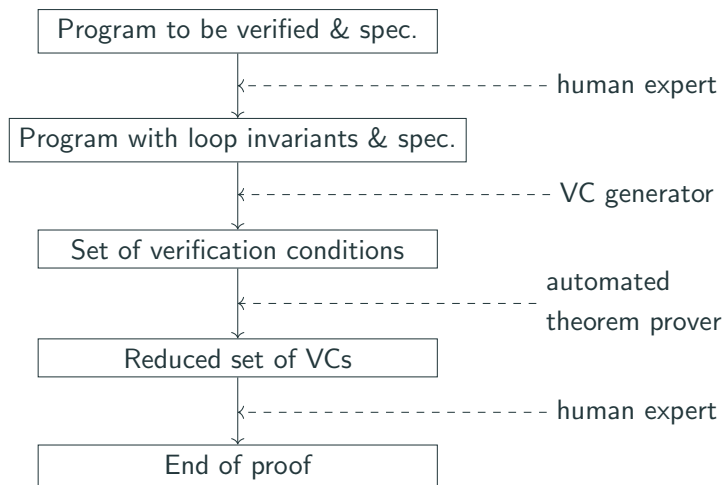 Program to be verified & spec.
human expert
Program with loop invariants & spec.
VC generator
Set of verification conditions
automated
theorem prover
Reduced set of VCs
human expert
End of proof